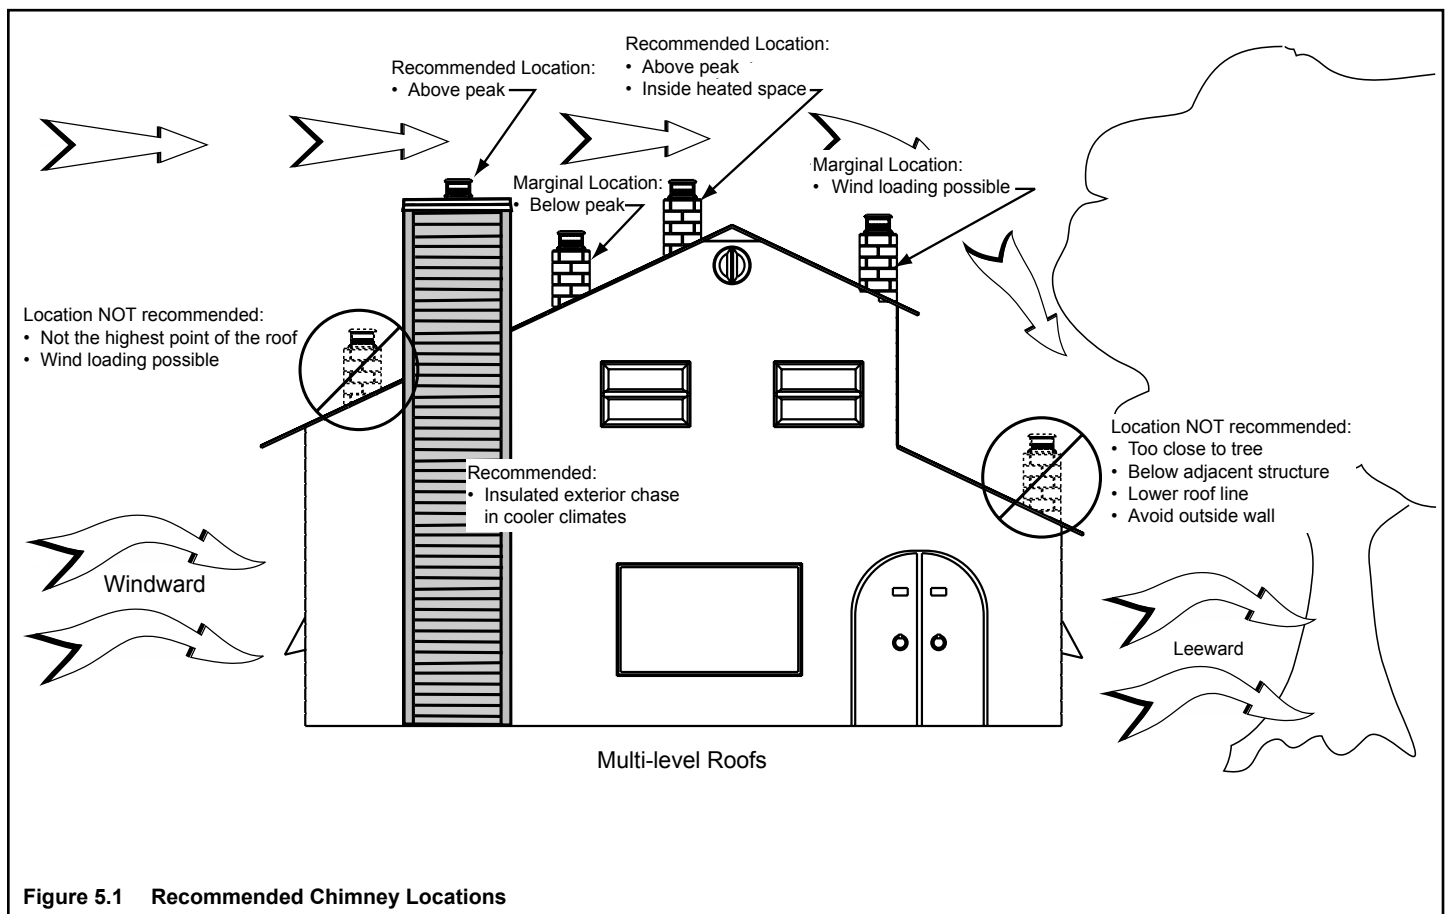 Recommended Location:
• Above peak
Recommended Location:
• Above peak
• Inside heated space
Marginal Location:
• Below peak
Marginal Location:
• Wind loading possible
Location NOT recommended:
• Not the highest point of the roof
• Wind loading possible
Location NOT recommended:
• Too close to tree
• Below adjacent structure
• Lower roof line
• Avoid outside wall
Recommended:
• Insulated exterior chase
in cooler climates
Windward
Leeward
Multi-level Roofs
Figure 5.1 Recommended Chimney Locations